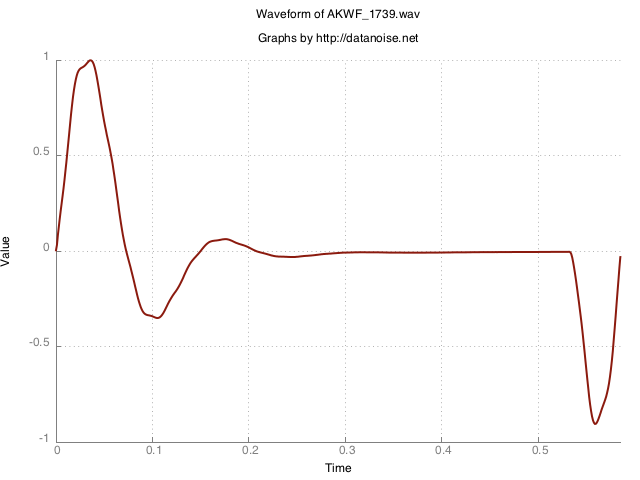 Waveform of AKWF_1739.wav
Graphs by http://datanoise.net
1
0.5
0
-0.5
-1
Value
0 0.1 0.2 0.3 0.4 0.5
Time